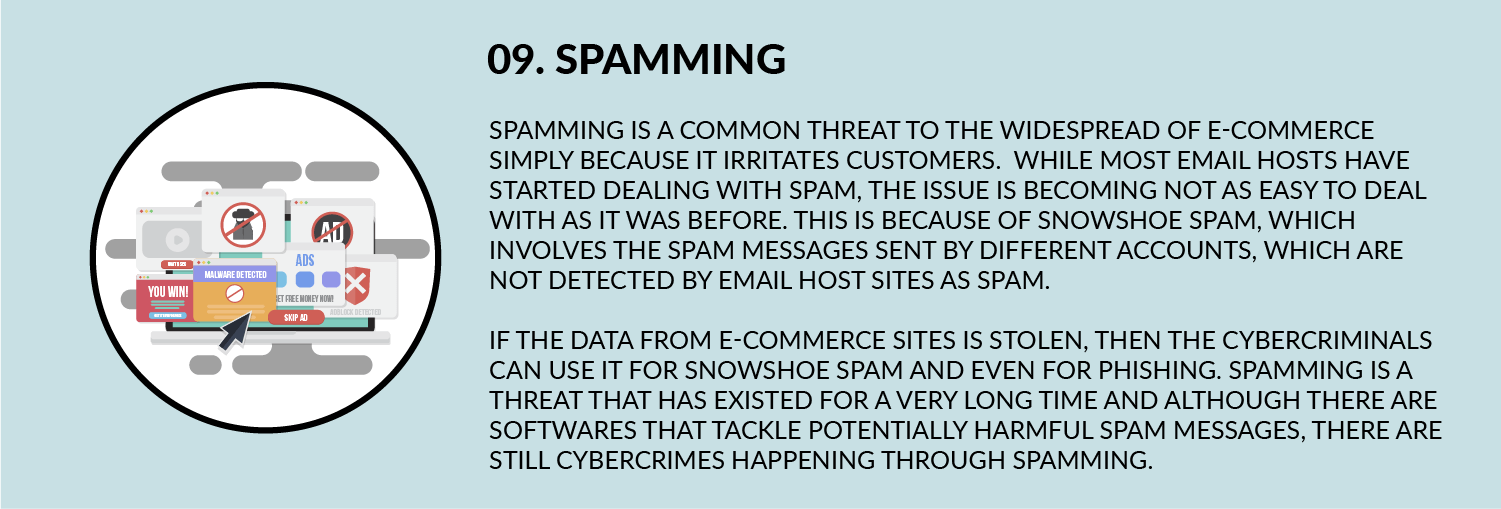 09. SPAMMING
SPAMMING IS A COMMON THREAT TO THE WIDESPREAD OF E-COMMERCE
SIMPLY BECAUSE IT IRRITATES CUSTOMERS.  WHILE MOST EMAIL HOSTS HAVE
STARTED DEALING WITH SPAM, THE ISSUE IS BECOMING NOT AS EASY TO DEAL
WITH AS IT WAS BEFORE. THIS IS BECAUSE OF SNOWSHOE SPAM, WHICH
INVOLVES THE SPAM MESSAGES SENT BY DIFFERENT ACCOUNTS, WHICH ARE
NOT DETECTED BY EMAIL HOST SITES AS SPAM.
IF THE DATA FROM E-COMMERCE SITES IS STOLEN, THEN THE CYBERCRIMINALS
CAN USE IT FOR SNOWSHOE SPAM AND EVEN FOR PHISHING. SPAMMING IS A
THREAT THAT HAS EXISTED FOR A VERY LONG TIME AND ALTHOUGH THERE ARE
SOFTWARES THAT TACKLE POTENTIALLY HARMFUL SPAM MESSAGES, THERE ARE
STILL CYBERCRIMES HAPPENING THROUGH SPAMMING.
AD
ADS
MALWARE DETECTED
YOU WIN!
FREE MONEY NOW!
ADBLOCK DETECTED
SKIP AD